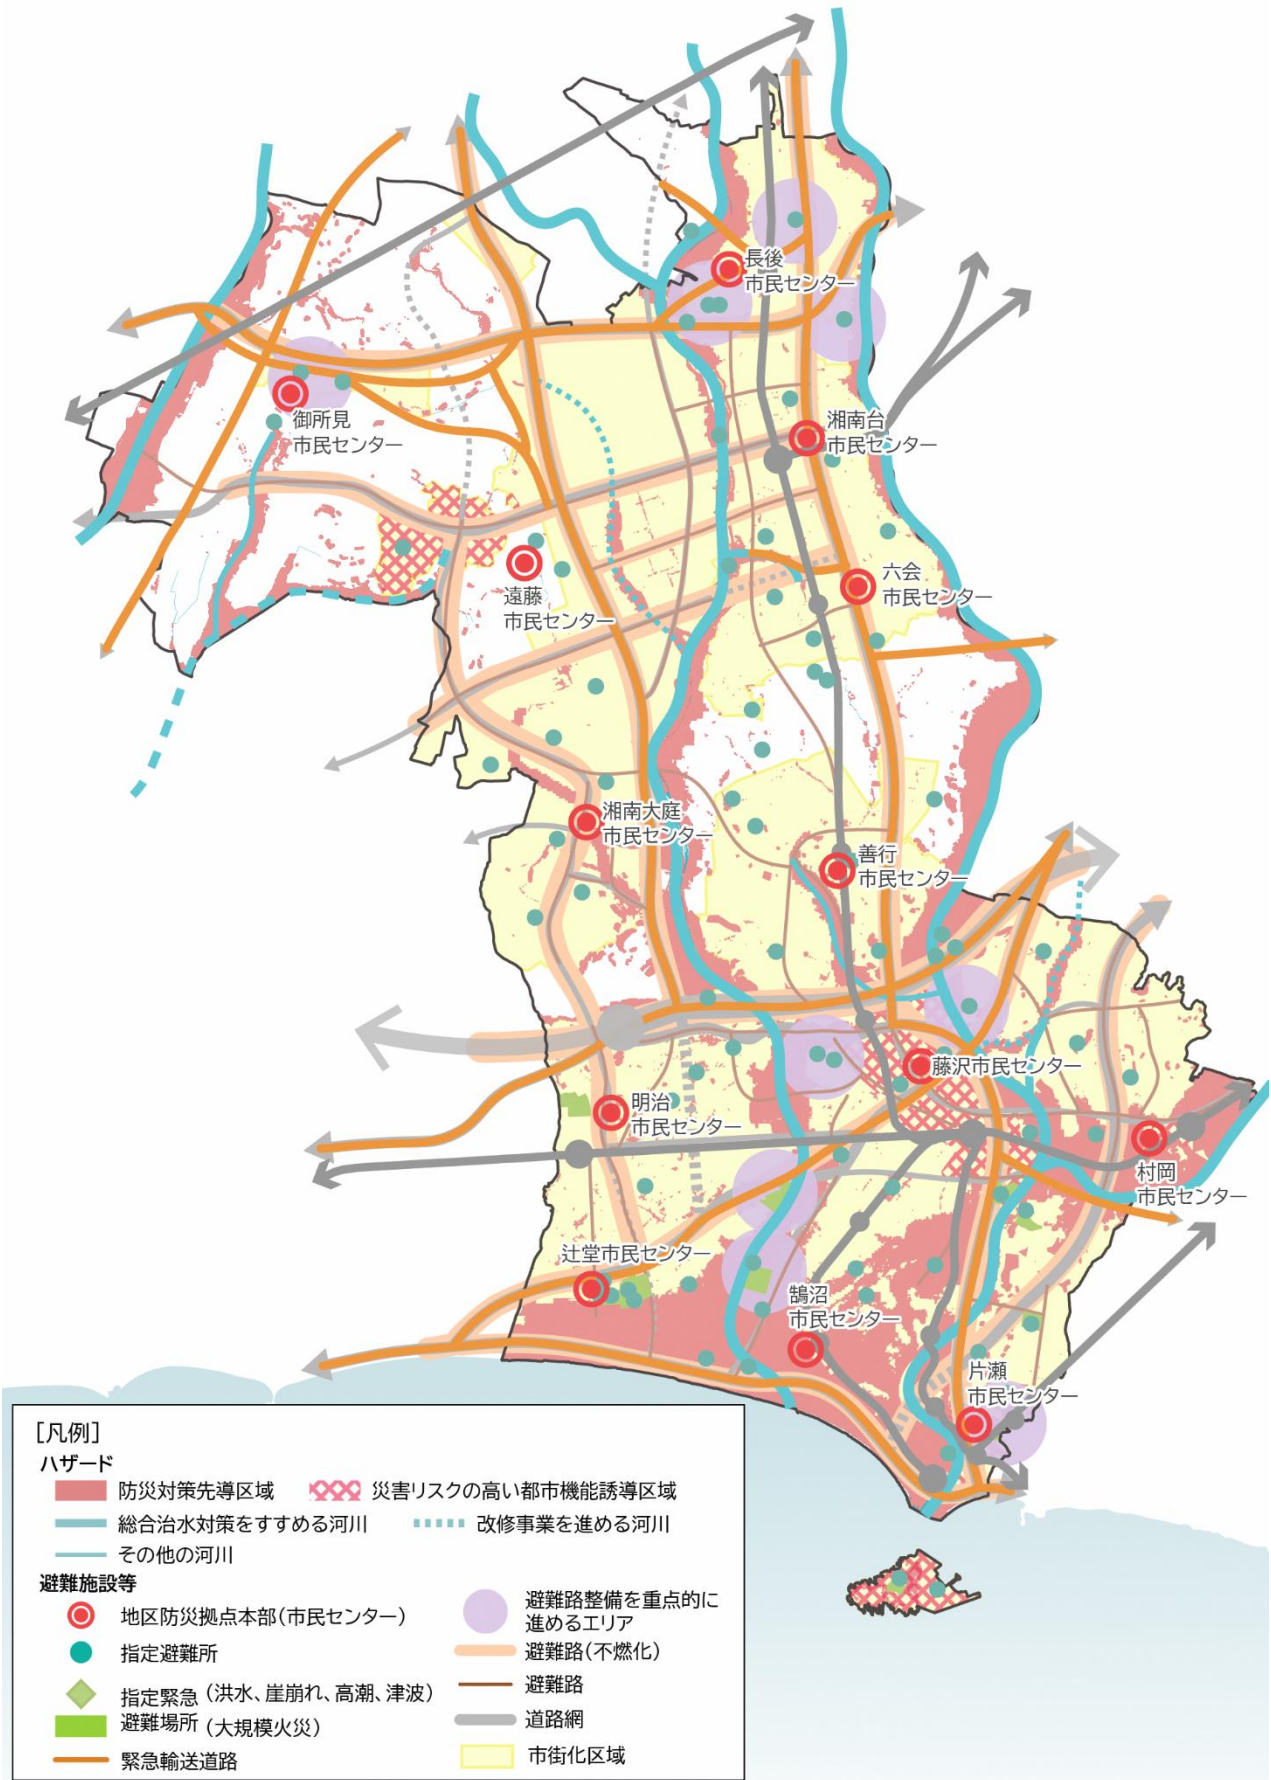 長後
市民センター
御所見
市民センター
湘南台
市民センター
遠藤
市民センター
六会
市民センター
湘南大庭
市民センター
善行
市民センター
藤沢市民センター
明治
市民センター
村岡
市民センター
辻堂市民センター
鵠沼
市民センター
片瀬
市民センター
［凡例］
ハザード
防災対策先導区域
災害リスクの高い都市機能誘導区域
総合治水対策をすすめる河川
改修事業を進める河川
その他の河川
避難施設等
地区防災拠点本部（市民センター）
避難路整備を重点的に
進めるエリア
指定避難所
避難路（不燃化）
指定緊急（洪水、崖崩れ、高潮、津波）
避難路
避難場所（大規模火災）
道路網
緊急輸送道路
市街化区域